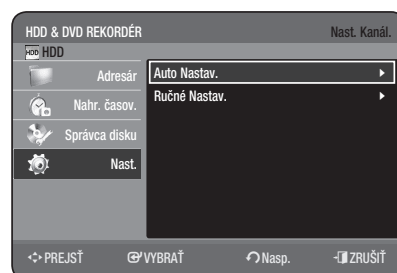 HDD & DVD REKORDÉR Nast. Kanál.
HDD HDD
Adresár
Auto Nastav.
Nahr. časov.
Ručné Nastav.
Správca disku
Nast.
PREJSŤ VYBRAŤ Nasp. ZRUŠIŤ